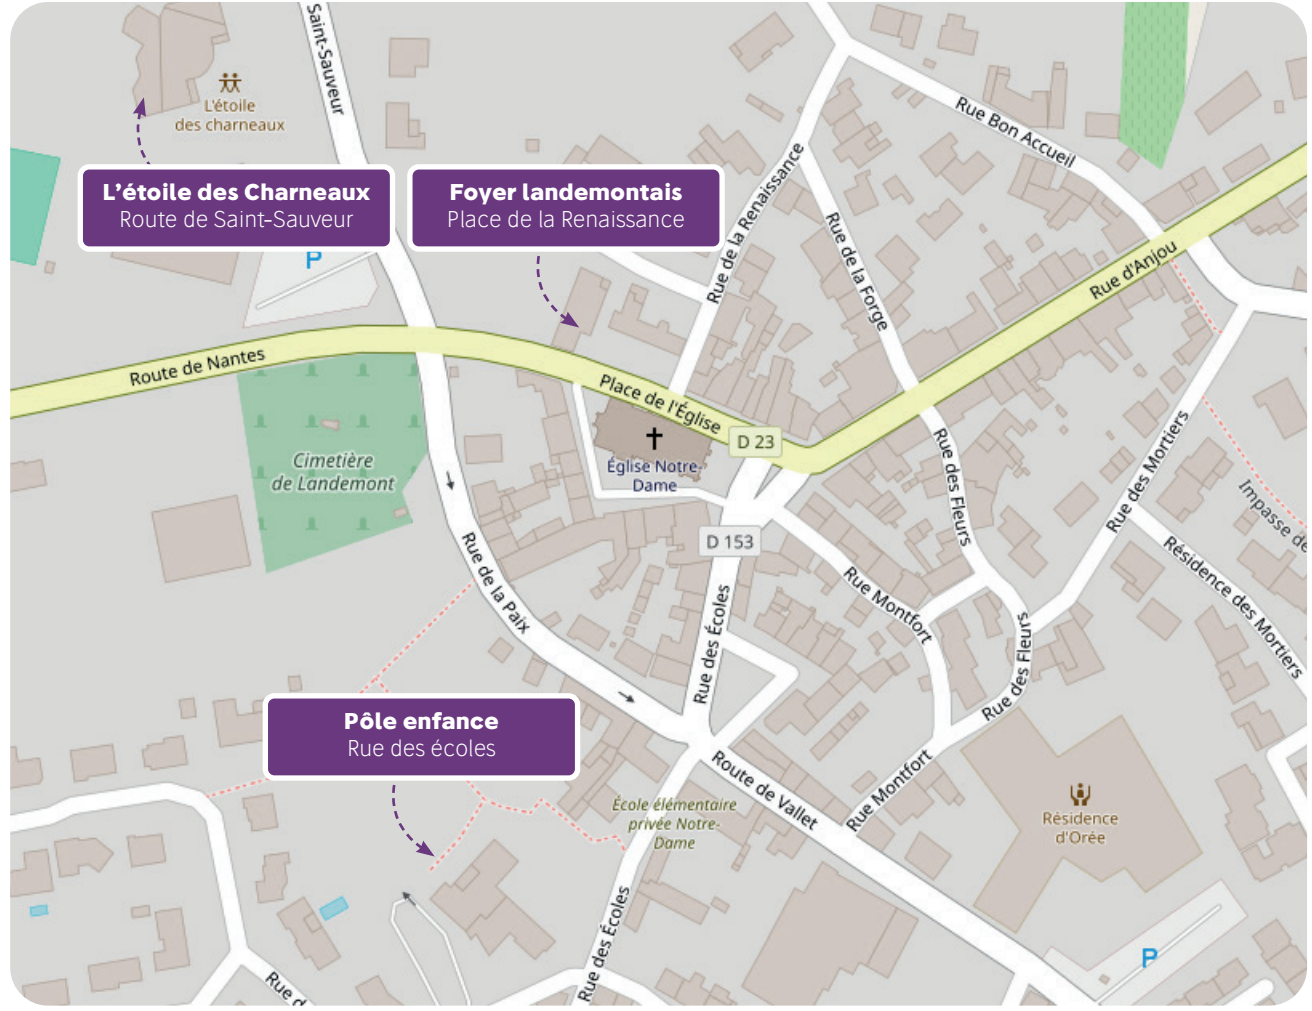 Saint-Sauveur
L'étoile
des charneaux
L'étoile des Charneaux
Route de Saint-Sauveur
Foyer landemontais
Place de la Renaissance
P
Rue Bon Accueil
Rue de la Renaissance
Rue de la Forge
Rue d'Anjou
Route de Nantes
Place de l'Église
D 23
Église Notre-
Dame
Cimetière
de Landemont
D 153
Rue des Fleurs
Rue des Mortiers
Impasse de
Résidence des Mortiers
Rue de la Paix
Rue des Écoles
Rue Montfort
Rue des Fleurs
Pôle enfance
Rue des écoles
Route de Vallet
Rue Montfort
École élémentaire
privée Notre-
Dame
Résidence
d'Orée
Rue des Écoles
P
Rue d